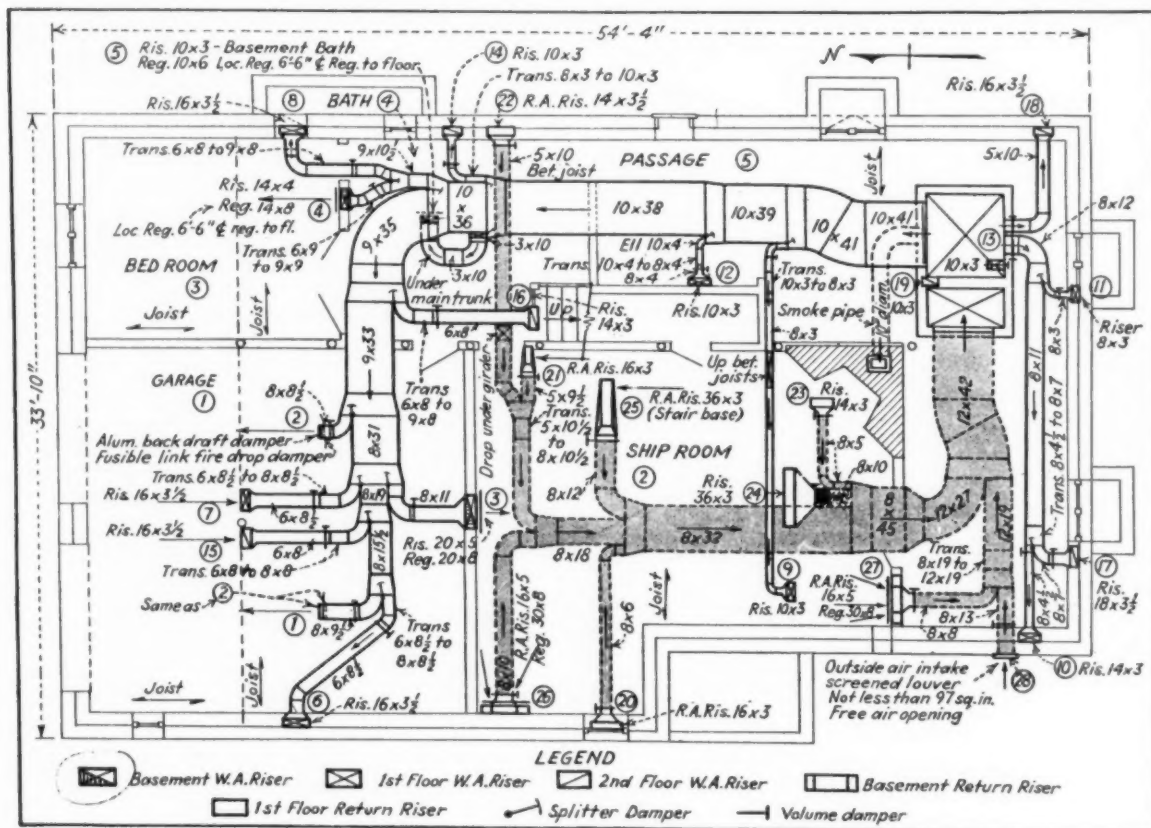 54'-4"
⑤ Ris. 10x3 - Basement Bath
Reg. 10x6 Loc. Reg. 6'-6" ℄ Reg. to floor
⑭ Ris. 10x3
Trans. 8x3 to 10x3
N
Ris. 16x3½
⑧
BATH ④
㉒ R.A. Ris. 14x3½
Ris. 16x3½
⑱
Trans. 6x8 to 9x8
9x10½
5x10
Bet. joist
PASSAGE ⑤
Joist
5x10
Ris. 14x4
Reg. 14x8
④
Loc Reg. 6'-6" ℄ reg. to fl.
10 x 36
10x38
10x39
10 x 41
10x41
8x12
Trans. 6x9 to 9x9
9x35
3x10
3x10
Ell 10x4
Trans. 10x4 to 8x4
8x4
⑫
Trans. 10x3 to 8x3
⑬
10x3
BED ROOM
③
Under main trunk
⑯
Ris. 14x3
Ris. 10x3
Smoke pipe
⑲
10x3
⑪
Riser 8x3
Joist
Joist
6x8
Up
8x3
8x3
33'-10"
9x33
GARAGE
①
Trans 6x8 to 9x8
㉑
R.A. Ris. 16x3
Up bet. joists
8x11
5x9½
Trans. 5x10½ to 8x10½
㉕
R.A. Ris. 36x3
(Stair base)
㉓
Ris. 14x3
12x42
8x8½
②
Alum. back draft damper
Fusible link fire drop damper
8x31
Drop under girder
SHIP ROOM
②
8x5
8x10
Trans 8x4½ to 8x7
Trans. 6x8½ to 8x8½
Ris. 16x3½
⑦
6x8½
8x19
8x11
③
8x12
Ris. 36x3
㉔
8 x 45
12x27
12x19
Ris. 16x3½
⑮
6x8
8x15½
Ris. 20x5
Reg. 20x8
8x18
8x32
Trans. 8x19 to 12x19
Trans. 6x8 to 8x8
Same as ②
①
8x9½
Trans 6x8½ to 8x8½
6x8½
R.A. Ris. 16x5
Reg. 30x8
8x6
Joist
⑨
Ris. 10x3
㉗
R.A. Ris. 16x5
Reg. 30x8
8x8
8x13
8x4½
8x7
⑰
Ris. 18x3½
Joist
Joist
⑥
Ris. 16x3½
㉖
⑳
R.A. Ris. 16x3
Outside air intake
screened louver
Not less than 97 sq. in.
Free air opening
㉘
⑩ Ris. 14x3
LEGEND
Basement W.A. Riser
1st Floor W.A. Riser
2nd Floor W.A. Riser
Basement Return Riser
1st Floor Return Riser
Splitter Damper
Volume damper